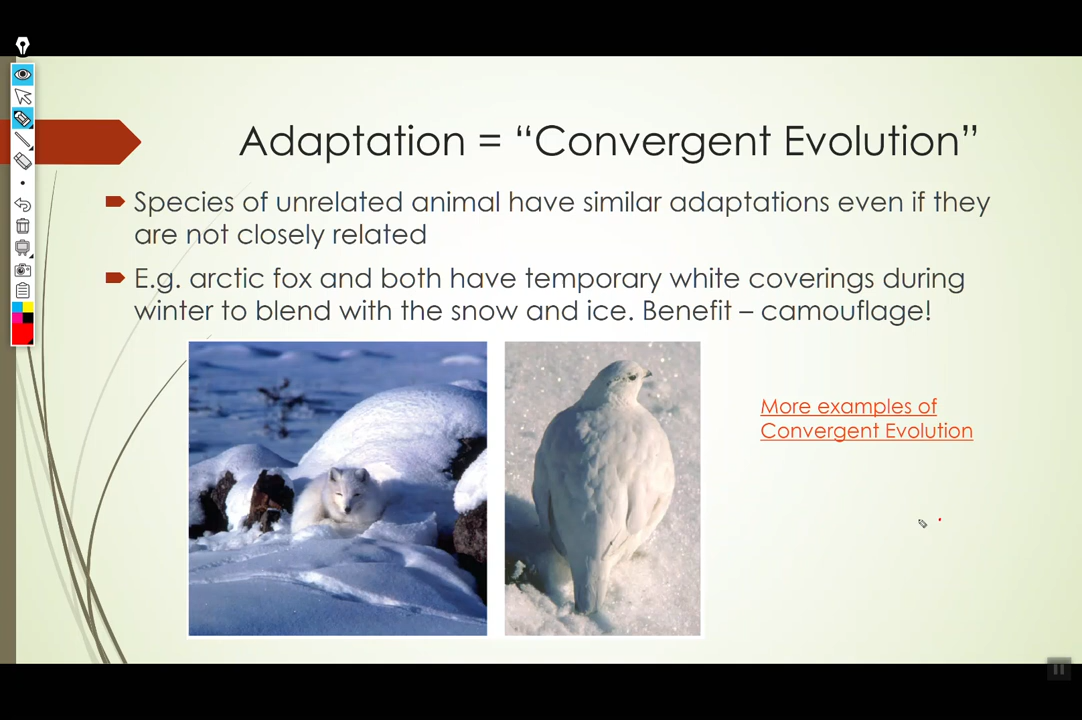 Adaptation = “Convergent Evolution”
Species of unrelated animal have similar adaptations even if they
are not closely related
E.g. arctic fox and both have temporary white coverings during
winter to blend with the snow and ice. Benefit – camouflage!
More examples of
Convergent Evolution